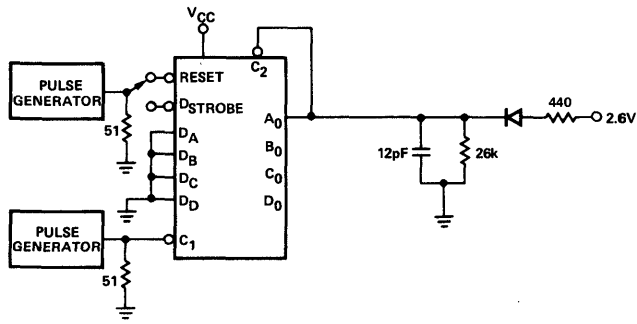 VCC
C2
PULSE
GENERATOR
51
RESET
DSTROBE
DA
DB
DC
DD
A0
B0
C0
D0
12pF
26k
440
2.6V
PULSE
GENERATOR
51
C1